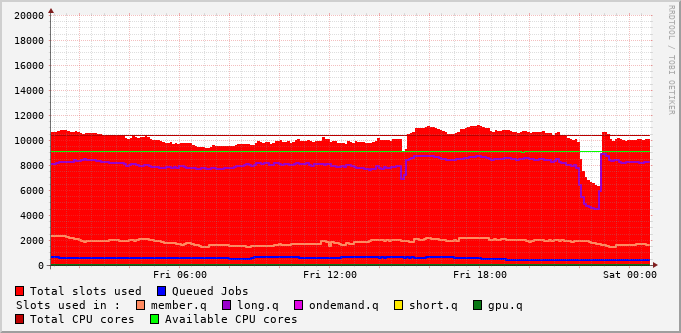 RRDTOOL / TOBI OETIKER
20000
18000
16000
14000
12000
10000
8000
6000
4000
2000
0
Fri 06:00 Fri 12:00 Fri 18:00 Sat 00:00
Total slots used Queued Jobs
Slots used in : member.q long.q ondemand.q short.q gpu.q
Total CPU cores Available CPU cores